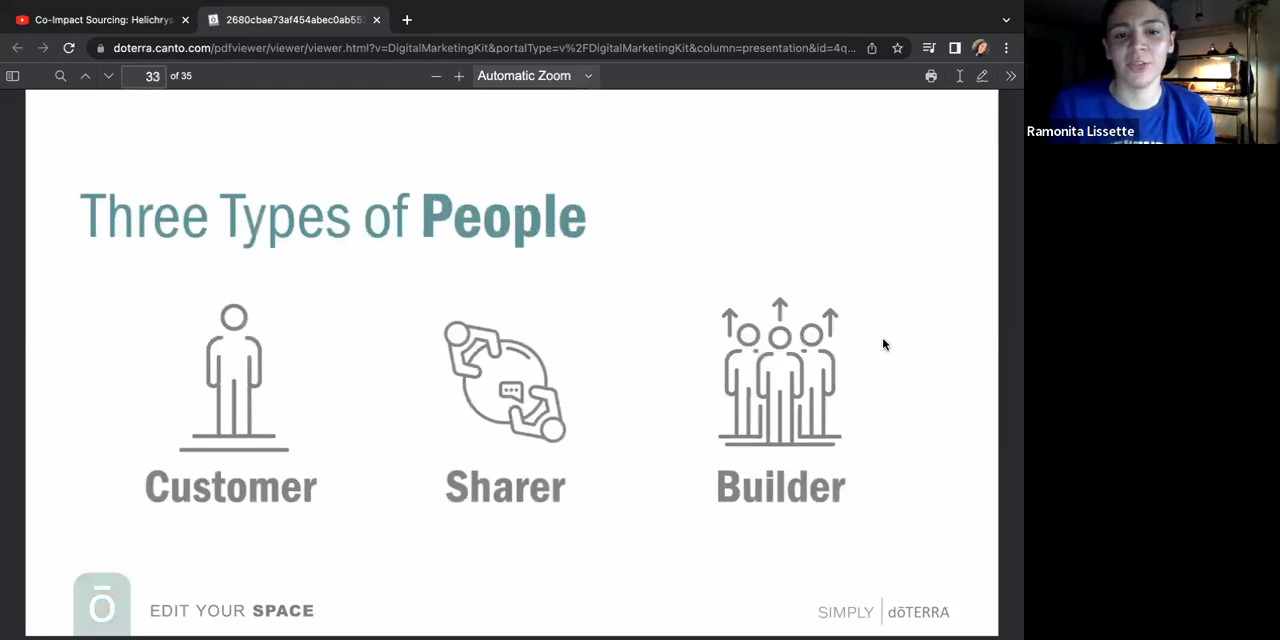 Co-Impact Sourcing: Helichrys
2680cbae73af454abec0ab55
doterra.canto.com/pdfviewer/viewer/viewer.html?v=DigitalMarketingKit&portalType=v%2FDigitalMarketingKit&column=presentation&id=4q...
33 of 35
Automatic Zoom
Ramonita Lissette
Three Types of People
Customer
Sharer
Builder
ō
EDIT YOUR SPACE
SIMPLY | dōTERRA